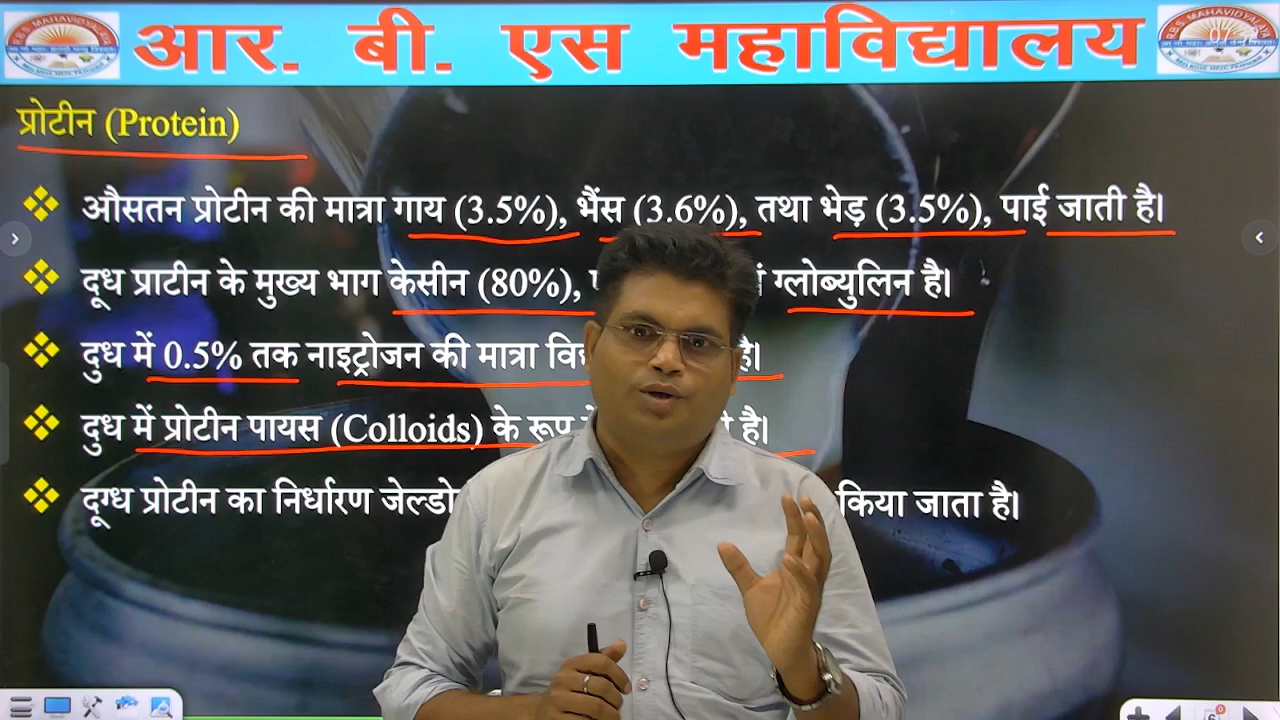 आर. बी. एस महाविद्यालय
प्रोटीन (Protein)
औसतन प्रोटीन की मात्रा गाय (3.5%), भैंस (3.6%), तथा भेड़ (3.5%), पाई जाती है।
दूध प्राटीन के मुख्य भाग केसीन (80%), ग्लोब्युलिन है।
दुध में 0.5% तक नाइट्रोजन की मात्रा है।
दुध में प्रोटीन पायस (Colloids) के रूप है।
दूग्ध प्रोटीन का निर्धारण किया जाता है।